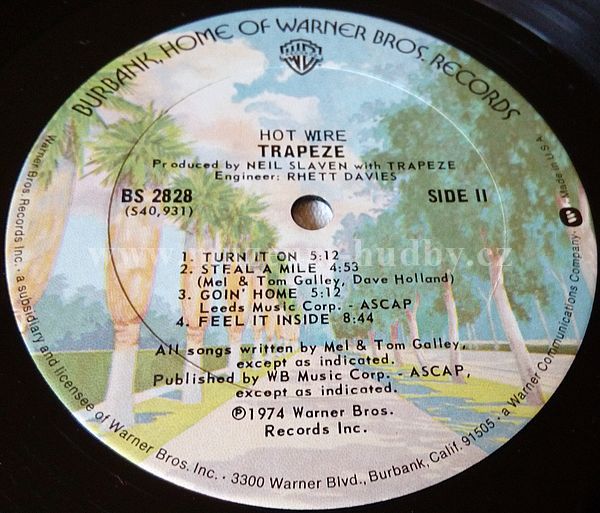 BURBANK, HOME OF WARNER BROS. RECORDS
HOT WIRE
TRAPEZE
Produced by NEIL SLAVEN with TRAPEZE
Engineer: RHETT DAVIES
BS 2828
(S40,931)
SIDE II
1. TURN IT ON 5:12
2. STEAL A MILE 4:53
(Mel & Tom Galley, Dave Holland)
3. GOIN' HOME 5:12
Leeds Music Corp. - ASCAP
4. FEEL IT INSIDE 8:44
All songs written by Mel & Tom Galley,
except as indicated.
Published by WB Music Corp. - ASCAP,
except as indicated.
℗1974 Warner Bros.
Records Inc.
Warner Bros. Records Inc. · a subsidiary and licensee of Warner Bros. Inc. · 3300 Warner Blvd., Burbank, Calif. 91505 · a Warner Communications Company · Made in U.S.A.